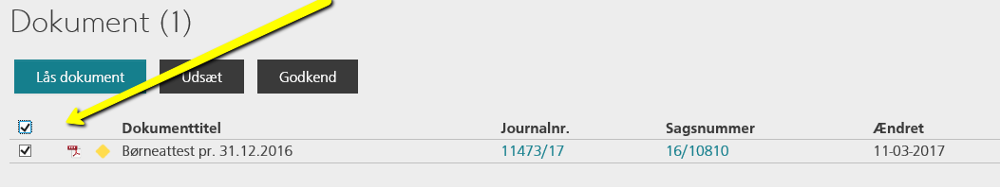 Dokument (1)
Lås dokument Udsæt Godkend
Dokumenttitel Journalnr. Sagsnummer Ændret
Børneattest pr. 31.12.2016 11473/17 16/10810 11-03-2017